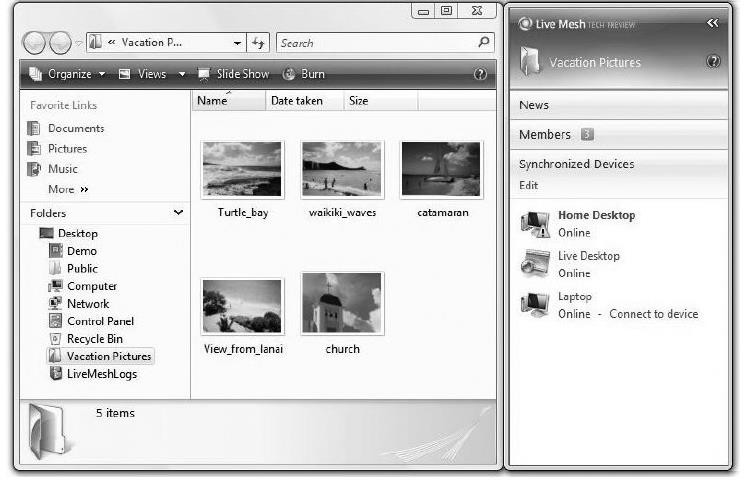 « Vacation P...
Search
Organize Views Slide Show Burn
Favorite Links
Documents
Pictures
Music
More »
Folders
Desktop
Demo
Public
Computer
Network
Control Panel
Recycle Bin
Vacation Pictures
LiveMeshLogs
Name Date taken Size
Turtle_bay waikiki_waves catamaran
View_from_lanai church
5 items
Live Mesh TECH PREVIEW «
Vacation Pictures ?
News
Members 3
Synchronized Devices
Edit
Home Desktop
Online
Live Desktop
Online
Laptop
Online - Connect to device